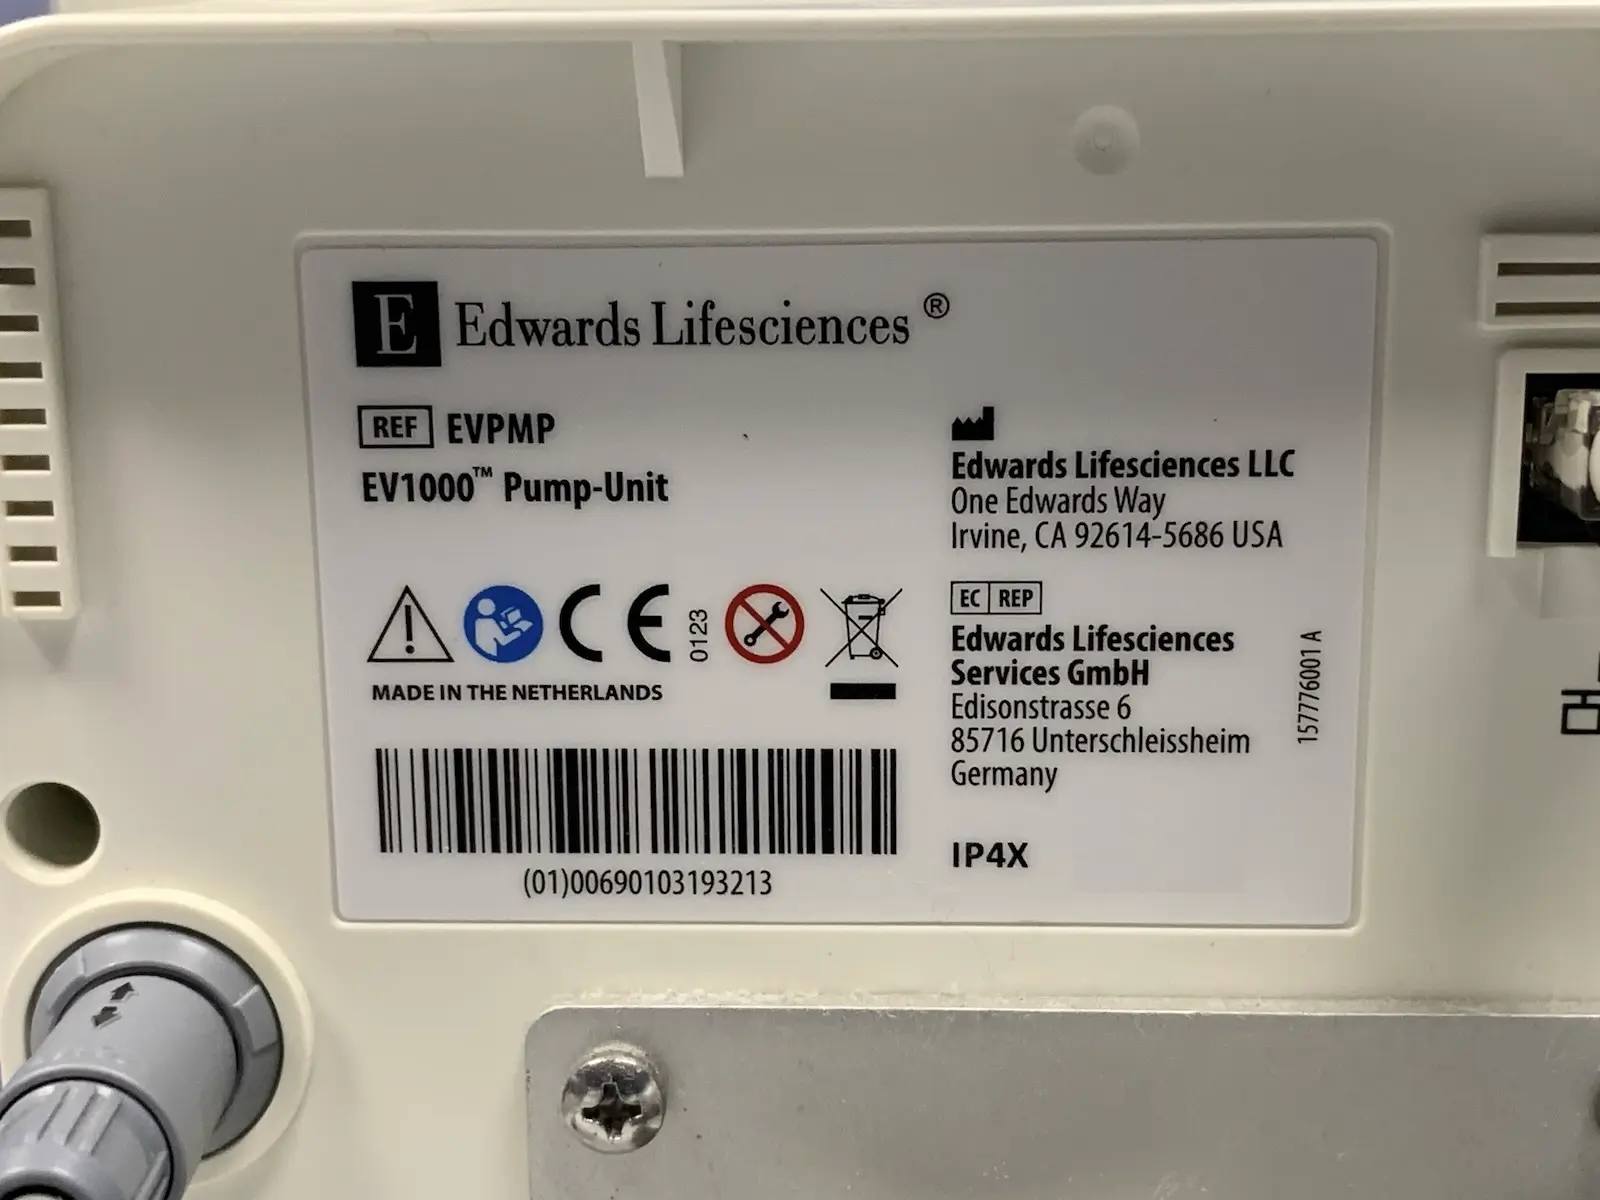 E Edwards Lifesciences ®
REF EVPMP
EV1000™ Pump-Unit
CE 0123
MADE IN THE NETHERLANDS
(01)00690103193213
Edwards Lifesciences LLC
One Edwards Way
Irvine, CA 92614-5686 USA
EC REP
Edwards Lifesciences
Services GmbH
Edisonstrasse 6
85716 Unterschleissheim
Germany
IP4X
157776001 A